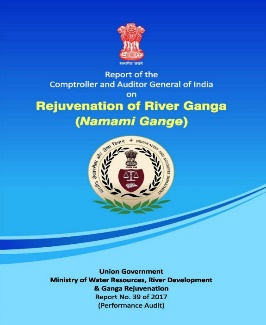 Report of the
Comptroller and Auditor General of India
on
Rejuvenation of River Ganga
(Namami Gange)
Union Government
Ministry of Water Resources, River Development
& Ganga Rejuvenation
Report No. 39 of 2017
(Performance Audit)